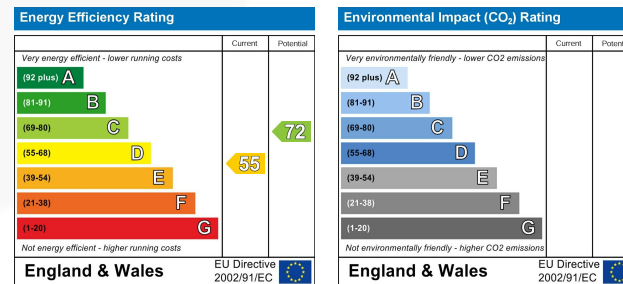 Energy Efficiency Rating
Current Potential
Very energy efficient - lower running costs
(92 plus) A
(81-91) B
(69-80) C
(55-68) D
(39-54) E
(21-38) F
(1-20) G
55
72
Not energy efficient - higher running costs
England & Wales
EU Directive
2002/91/EC
Environmental Impact (CO₂) Rating
Current Potent
Very environmentally friendly - lower CO2 emissions
(92 plus) A
(81-91) B
(69-80) C
(55-68) D
(39-54) E
(21-38) F
(1-20) G
Not environmentally friendly - higher CO2 emissions
England & Wales
EU Directive
2002/91/EC